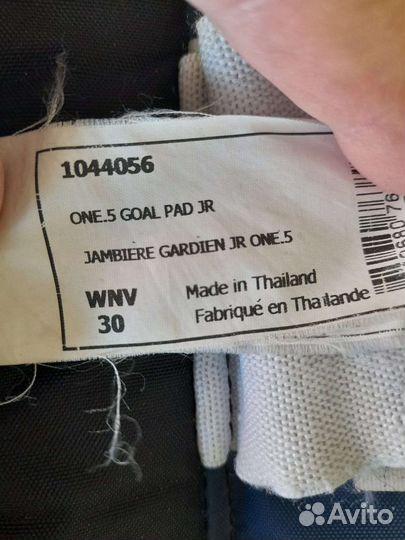 1044056
ONE.5 GOAL PAD JR
JAMBIERE GARDIEN JR ONE.5
WNV Made in Thailand
30 Fabriqué en Thaïlande
Avito